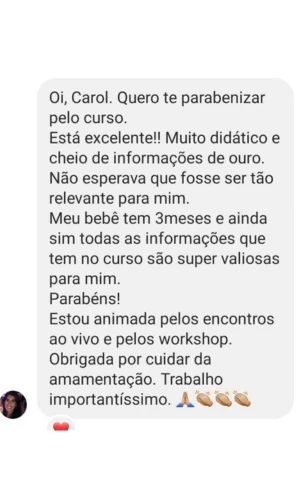 Oi, Carol. Quero te parabenizar
pelo curso.
Está excelente!! Muito didático e
cheio de informações de ouro.
Não esperava que fosse ser tão
relevante para mim.
Meu bebê tem 3meses e ainda
sim todas as informações que
tem no curso são super valiosas
para mim.
Parabéns!
Estou animada pelos encontros
ao vivo e pelos workshop.
Obrigada por cuidar da
amamentação. Trabalho
importantíssimo. 🙏🏼👏🏼👏🏼👏🏼